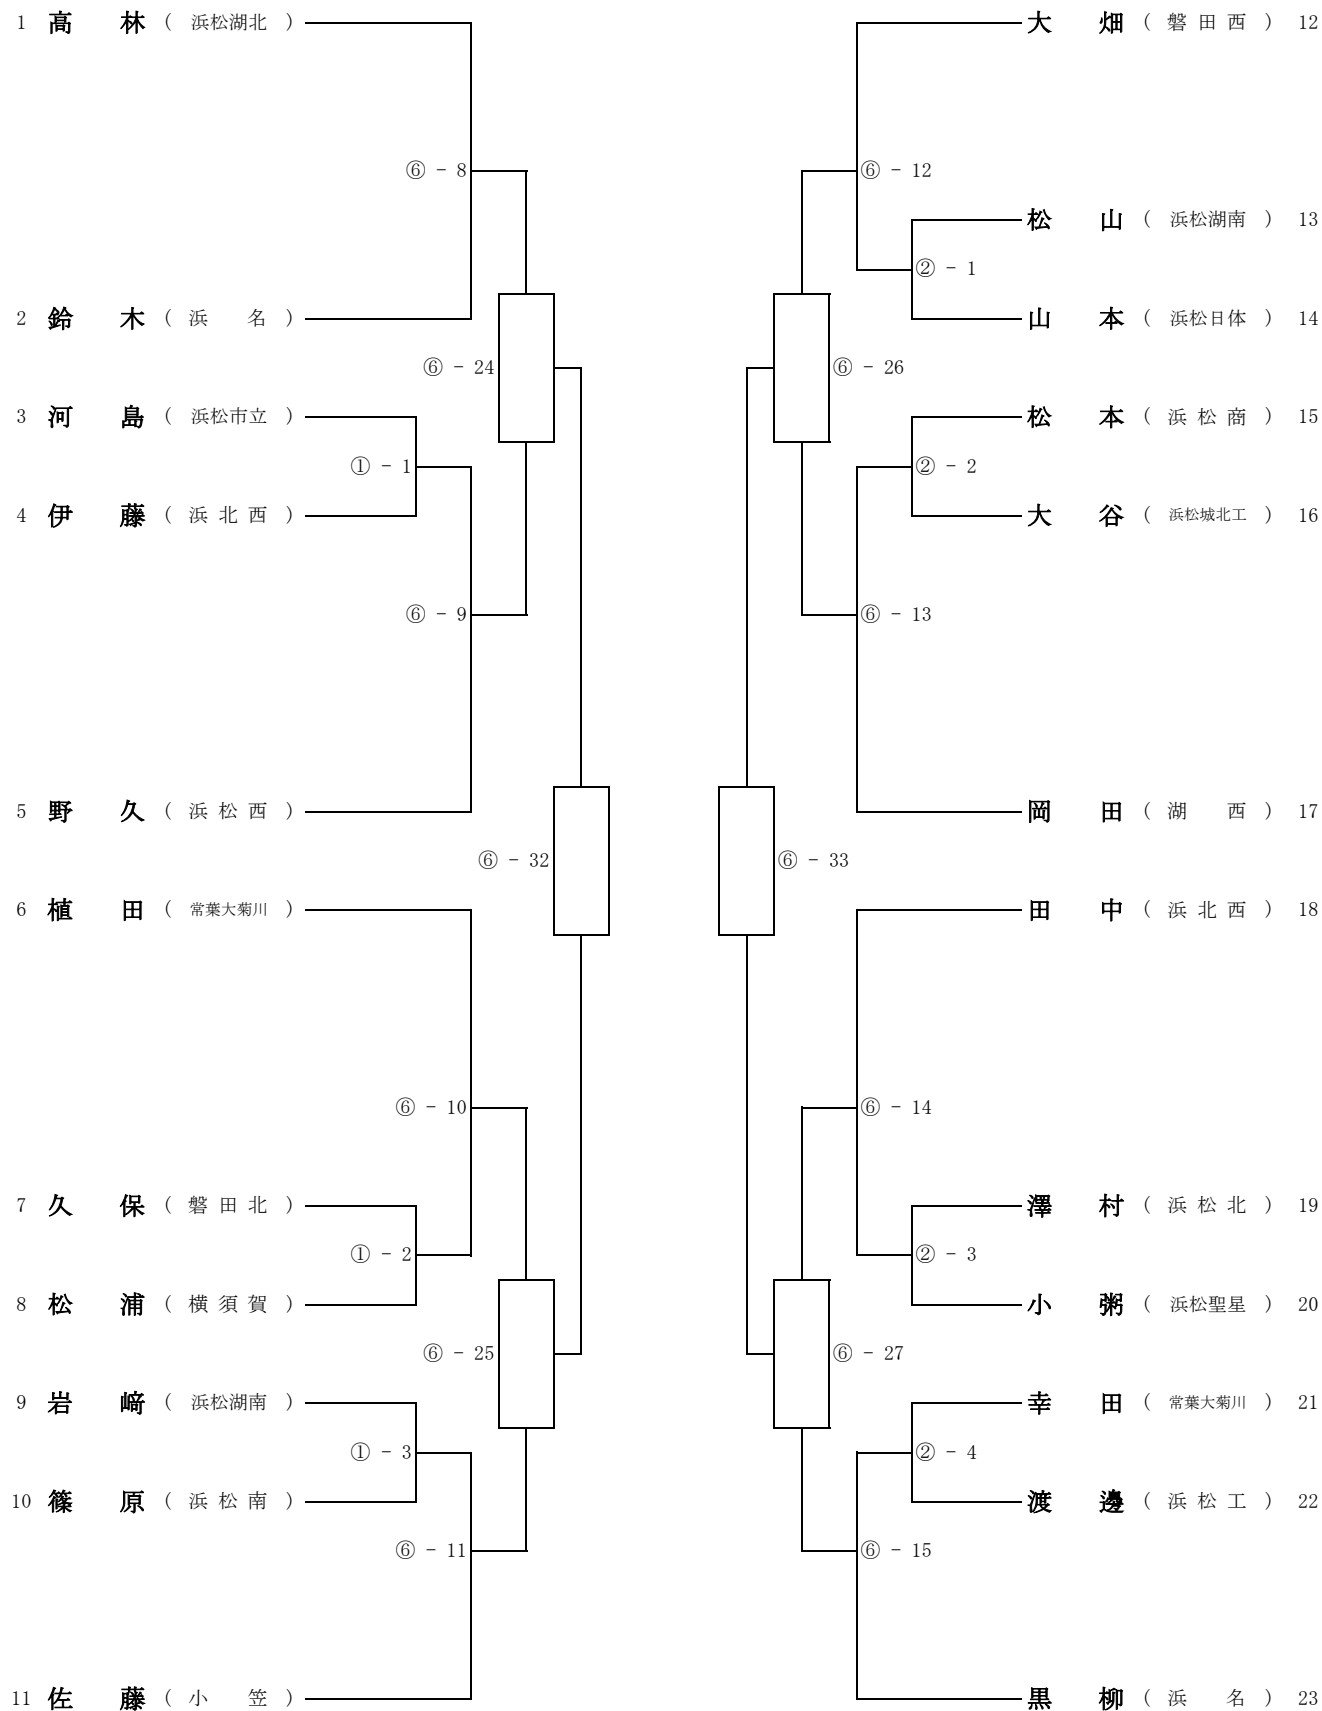 1 高 林 ( 浜松湖北 )
⑥ - 8
2 鈴 木 ( 浜 名 )
⑥ - 24
3 河 島 ( 浜松市立 )
① - 1
4 伊 藤 ( 浜 北 西 )
⑥ - 9
5 野 久 ( 浜 松 西 )
⑥ - 32
6 植 田 ( 常葉大菊川 )
⑥ - 10
7 久 保 ( 磐 田 北 )
① - 2
8 松 浦 ( 横 須 賀 )
⑥ - 25
9 岩 﨑 ( 浜松湖南 )
① - 3
10 篠 原 ( 浜 松 南 )
⑥ - 11
11 佐 藤 ( 小 笠 )
大 畑 ( 磐 田 西 ) 12
⑥ - 12
松 山 ( 浜松湖南 ) 13
② - 1
山 本 ( 浜松日体 ) 14
⑥ - 26
松 本 ( 浜 松 商 ) 15
② - 2
大 谷 ( 浜松城北工 ) 16
⑥ - 13
岡 田 ( 湖 西 ) 17
⑥ - 33
田 中 ( 浜 北 西 ) 18
⑥ - 14
澤 村 ( 浜 松 北 ) 19
② - 3
小 粥 ( 浜松聖星 ) 20
⑥ - 27
幸 田 ( 常葉大菊川 ) 21
② - 4
渡 邊 ( 浜 松 工 ) 22
⑥ - 15
黒 柳 ( 浜 名 ) 23